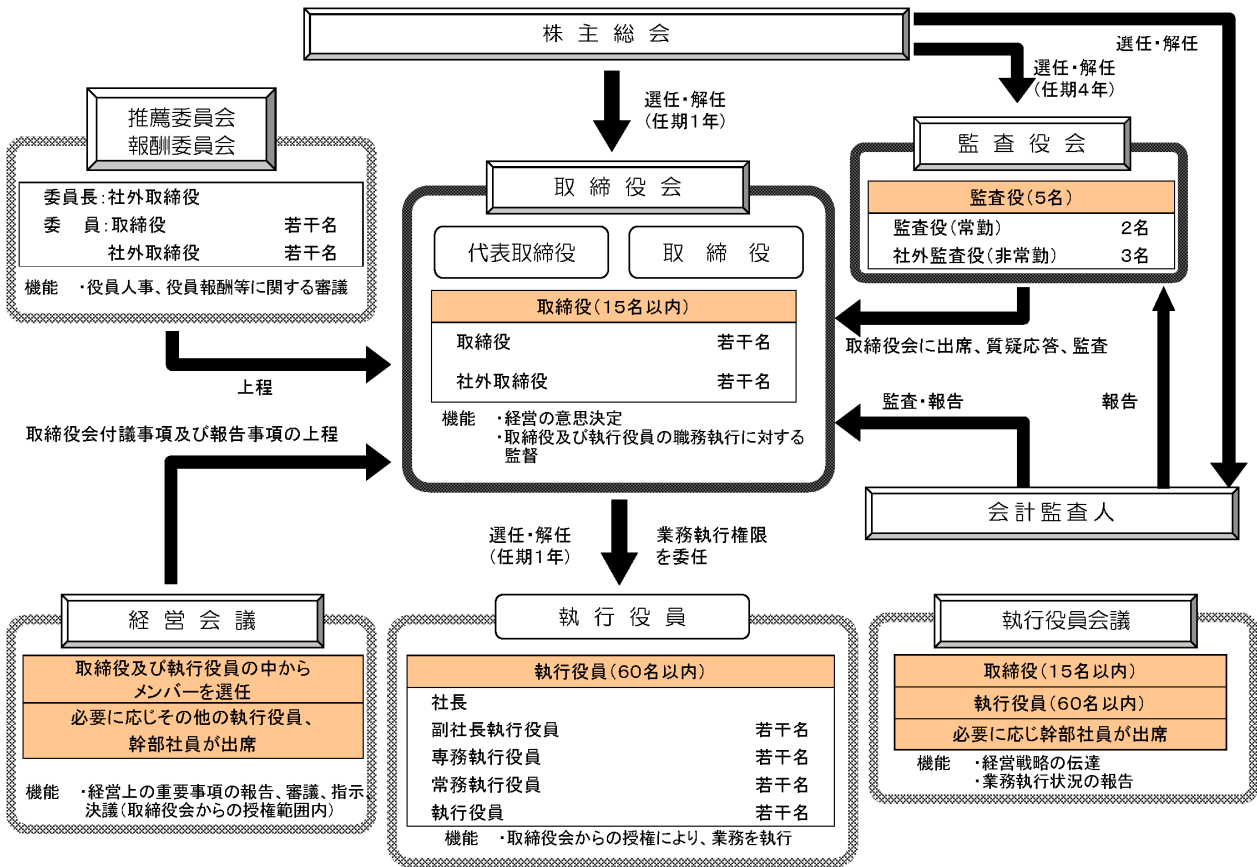 株主総会
選任・解任
選任・解任
(任期4年)
選任・解任
(任期1年)
推薦委員会
報酬委員会
委員長:社外取締役
委　員:取締役　若干名
社外取締役　若干名
機能　・役員人事、役員報酬等に関する審議
上程
取締役会
代表取締役
取締役
取締役(15名以内)
取締役　若干名
社外取締役　若干名
機能　・経営の意思決定
・取締役及び執行役員の職務執行に対する
監督
監査役会
監査役(5名)
監査役(常勤)　2名
社外監査役(非常勤)　3名
取締役会に出席、質疑応答、監査
監査・報告
報告
会計監査人
取締役会付議事項及び報告事項の上程
選任・解任
(任期1年)
業務執行権限
を委任
経営会議
取締役及び執行役員の中から
メンバーを選任
必要に応じその他の執行役員、
幹部社員が出席
機能　・経営上の重要事項の報告、審議、指示、
決議(取締役会からの授権範囲内)
執行役員
執行役員(60名以内)
社長
副社長執行役員　若干名
専務執行役員　若干名
常務執行役員　若干名
執行役員　若干名
機能　・取締役会からの授権により、業務を執行
執行役員会議
取締役(15名以内)
執行役員(60名以内)
必要に応じ幹部社員が出席
機能　・経営戦略の伝達
・業務執行状況の報告